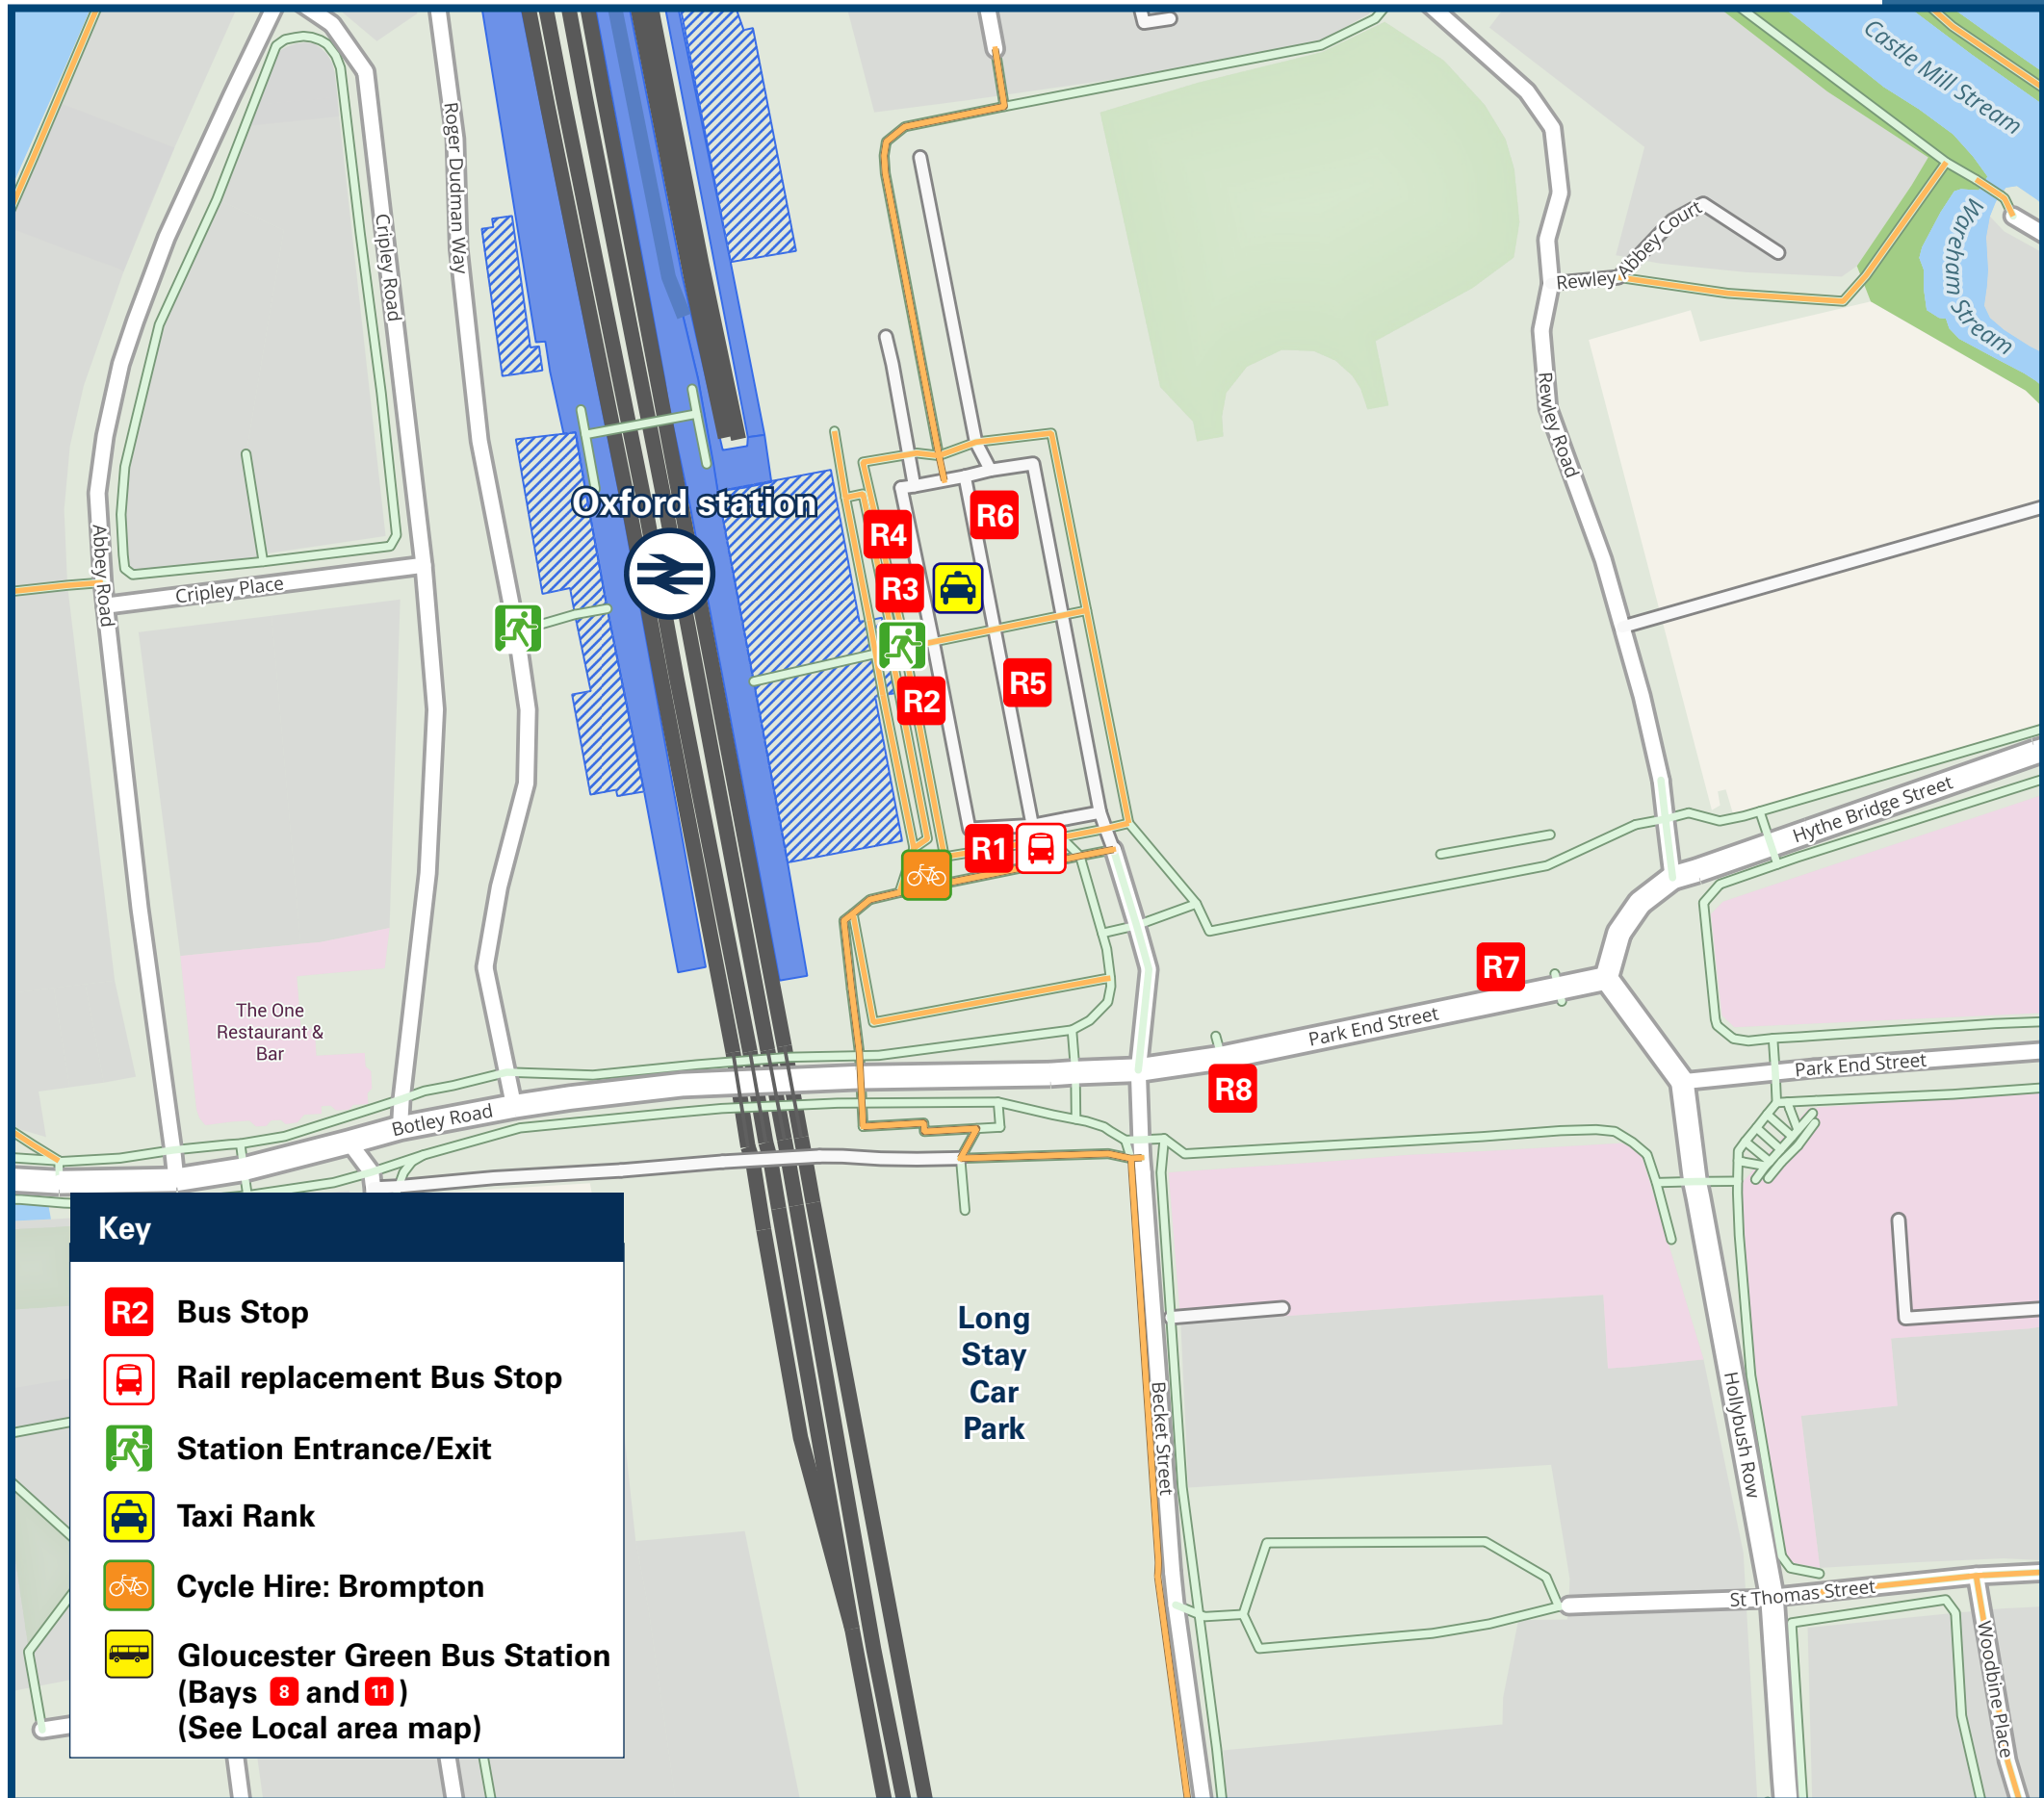 Castle Mill Stream
Wareham Stream
Roger Dudman Way
Cripley Road
Rewley Abbey Court
Rewley Road
Abbey Road
Cripley Place
Oxford station
R4
R6
R3
R2
R5
R1
R7
R8
Hythe Bridge Street
Park End Street
Park End Street
The One
Restaurant &
Bar
Botley Road
Long
Stay
Car
Park
Becket Street
Hollybush Row
St Thomas Street
Woodbine Place
Key
R2 Bus Stop
Rail replacement Bus Stop
Station Entrance/Exit
Taxi Rank
Cycle Hire: Brompton
Gloucester Green Bus Station
(Bays 8 and 11)
(See Local area map)